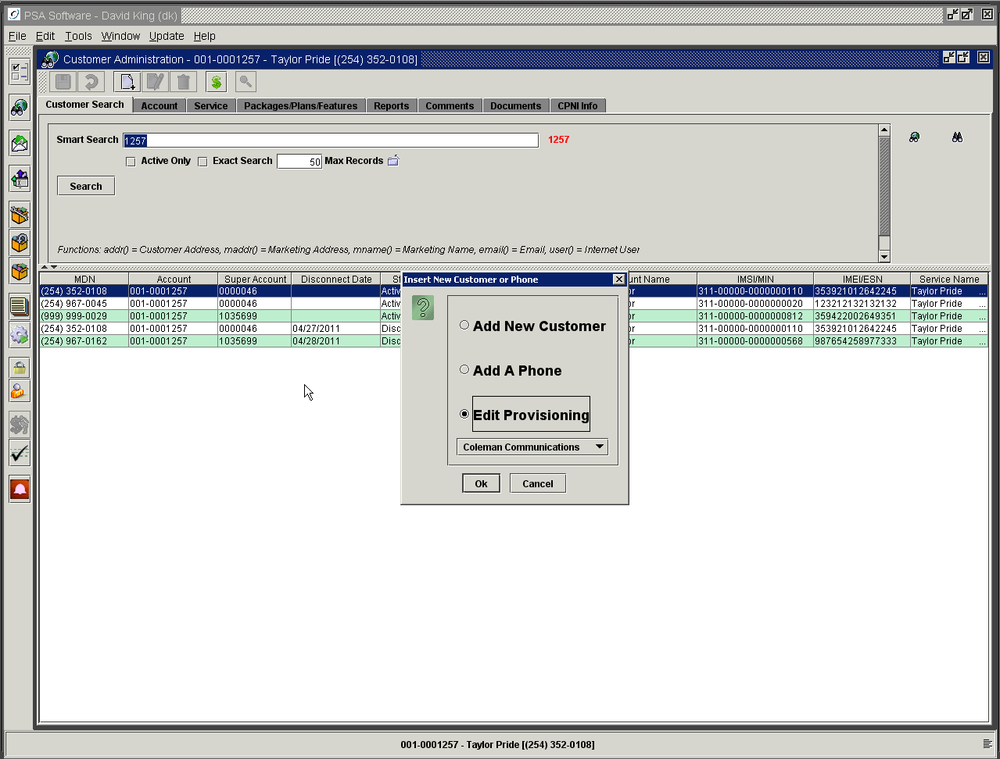 PSA Software - David King (dk)
File Edit Tools Window Update Help
Customer Administration - 001-0001257 - Taylor Pride [(254) 352-0108]
Customer Search Account Service Packages/Plans/Features Reports Comments Documents CPNI Info
Smart Search 1257 1257
Active Only Exact Search 50 Max Records
Search
Functions: addr() = Customer Address, maddr() = Marketing Address, mname() = Marketing Name, email() = Email, user() = Internet User
MDN Account Super Account Disconnect Date St unt Name IMSI/MIN IMEI/ESN Service Name
(254) 352-0108 001-0001257 0000046 Activ or 311-00000-0000000110 353921012642245 Taylor Pride ...
(254) 967-0045 001-0001257 0000046 Activ or 311-00000-0000000020 123212132132132 Taylor Pride ...
(999) 999-0029 001-0001257 1035699 Activ or 311-00000-0000000812 359422002649351 Taylor Pride ...
(254) 352-0108 001-0001257 0000046 04/27/2011 Disc or 311-00000-0000000110 353921012642245 Taylor Pride ...
(254) 967-0162 001-0001257 1035699 04/28/2011 Disc or 311-00000-0000000568 987654258977333 Taylor Pride ...
Insert New Customer or Phone
Add New Customer
Add A Phone
Edit Provisioning
Coleman Communications
Ok Cancel
001-0001257 - Taylor Pride [(254) 352-0108]